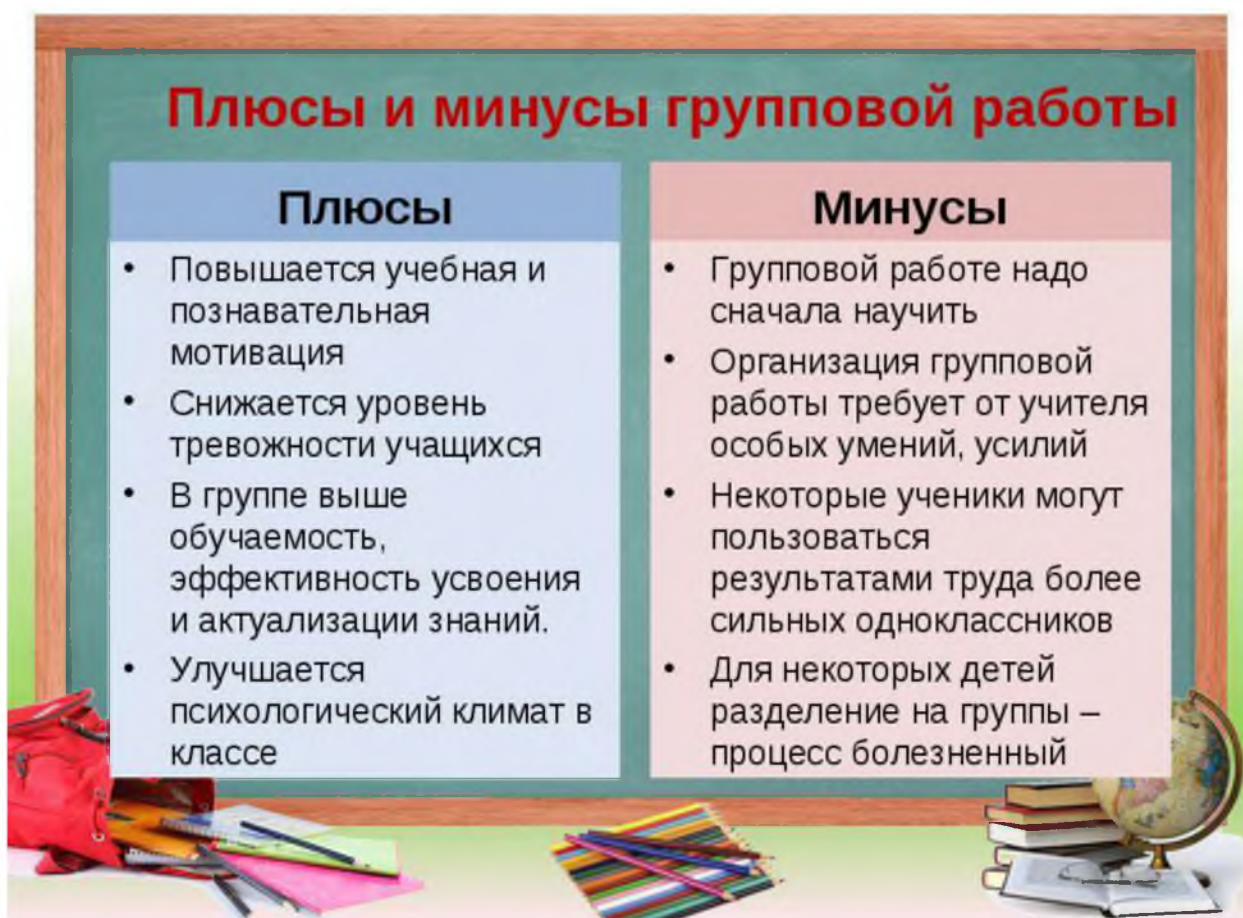 Плюсы и минусы групповой работы
Плюсы
• Повышается учебная и
познавательная
мотивация
• Снижается уровень
тревожности учащихся
• В группе выше
обучаемость,
эффективность усвоения
и актуализации знаний.
• Улучшается
психологический климат в
классе
Минусы
• Групповой работе надо
сначала научить
• Организация групповой
работы требует от учителя
особых умений, усилий
• Некоторые ученики могут
пользоваться
результатами труда более
сильных одноклассников
• Для некоторых детей
разделение на группы –
процесс болезненный